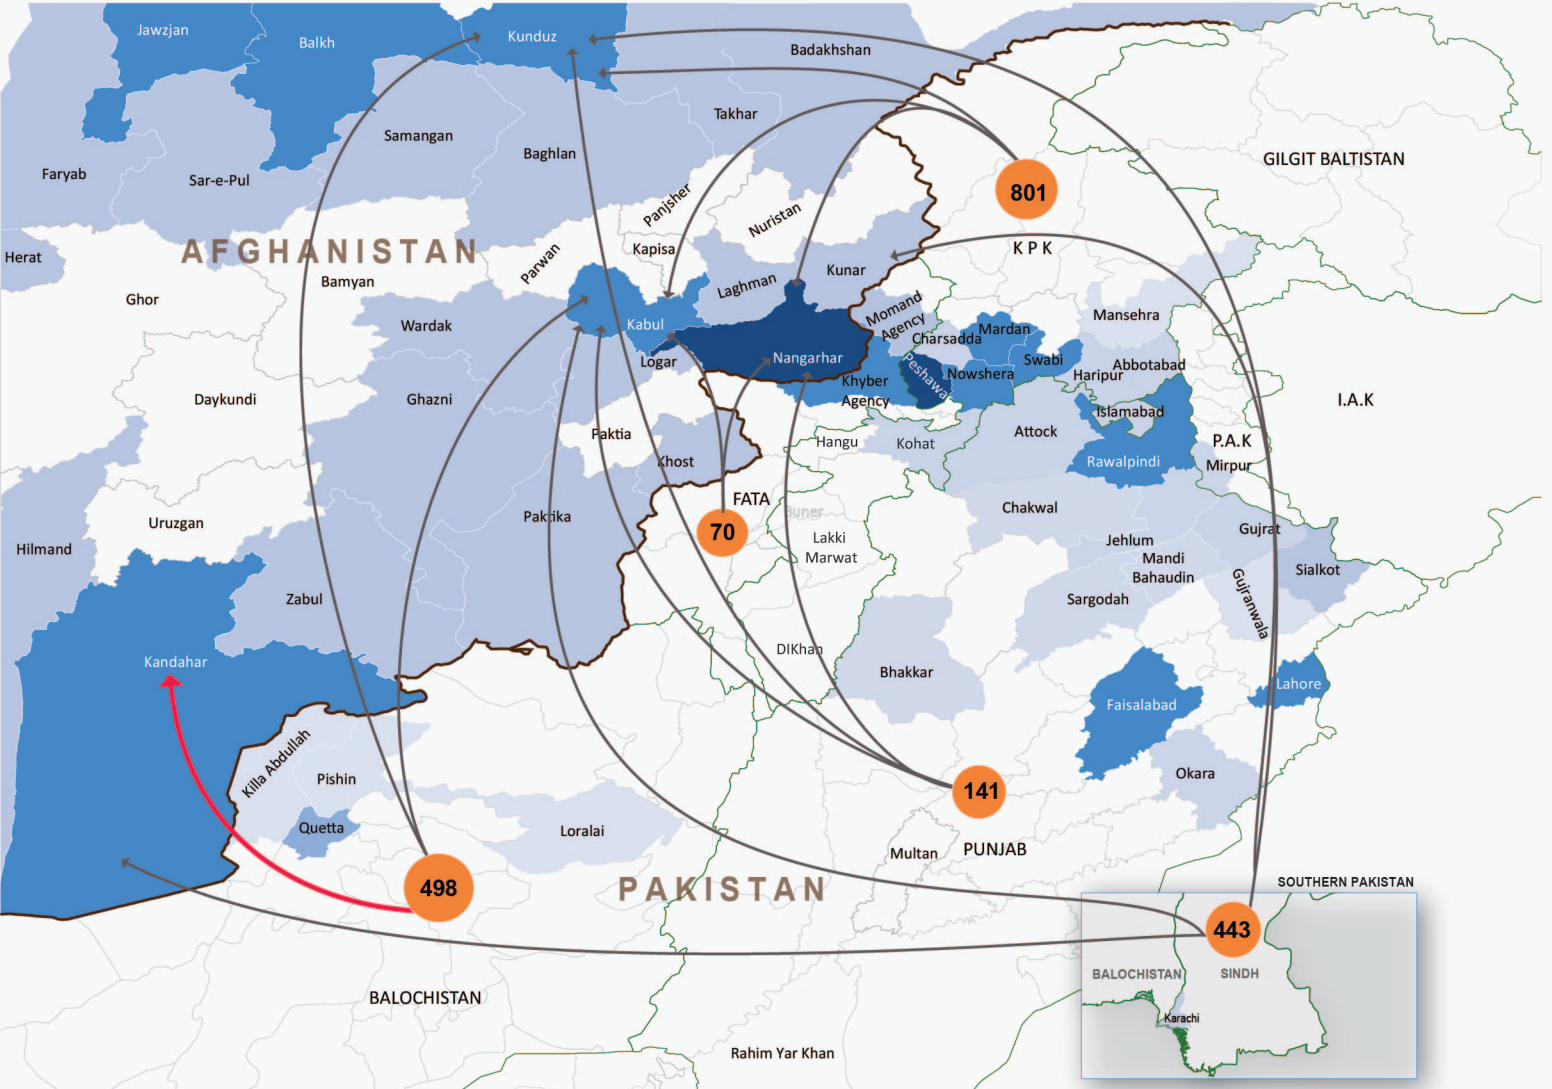 Jawzjan
Balkh
Kunduz
Badakhshan
Takhar
Samangan
Baghlan
Faryab
Sar-e-Pul
GILGIT BALTISTAN
801
Panjsher
Nuristan
AFGHANISTAN
Kapisa
KPK
Herat
Parwan
Bamyan
Kunar
Laghman
Ghor
Momand
Agency
Mansehra
Wardak
Kabul
Charsadda
Mardan
Logar
Nangarhar
Swabi
Abbotabad
Peshawa
Nowshera
Haripur
Khyber
Agency
Daykundi
Ghazni
I.A.K
Islamabad
Paktia
Hangu
Kohat
Attock
P.A.K
Khost
Rawalpindi
Mirpur
FATA
Buner
Chakwal
Uruzgan
Paktika
70
Lakki
Marwat
Gujrat
Hilmand
Jehlum
Mandi
Bahaudin
Sialkot
Zabul
Sargodah
Gujranwala
Kandahar
DIKhan
Bhakkar
Lahore
Faisalabad
Killa Abdullah
Pishin
Okara
141
Quetta
Loralai
Multan
PUNJAB
498
PAKISTAN
SOUTHERN PAKISTAN
443
BALOCHISTAN
SINDH
BALOCHISTAN
Karachi
Rahim Yar Khan